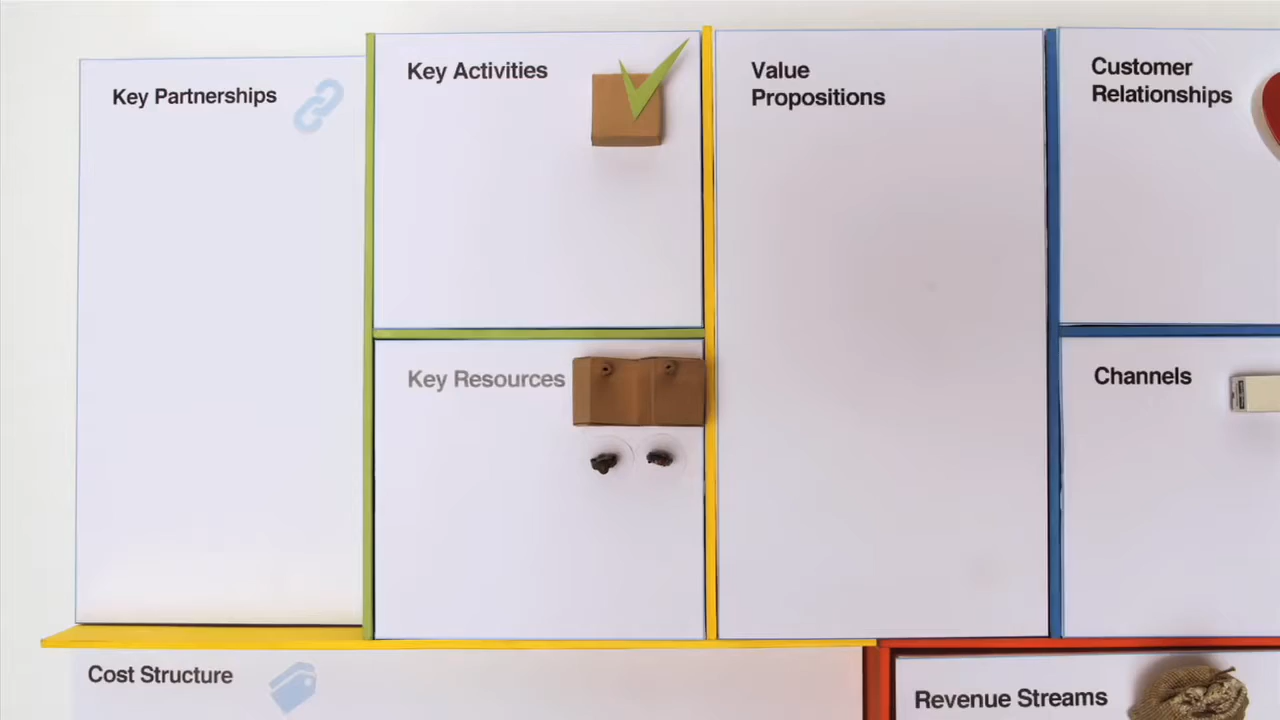 Key Partnerships
Key Activities
Value
Propositions
Customer
Relationships
Key Resources
Channels
Cost Structure
Revenue Streams